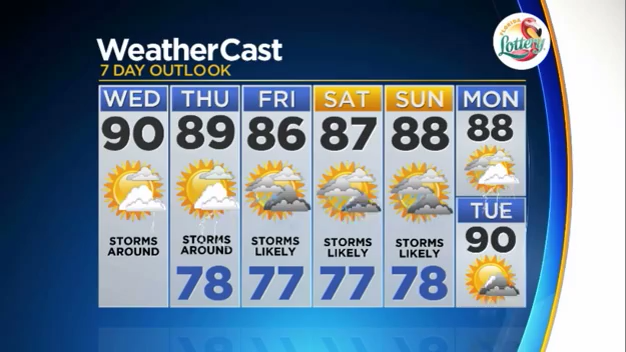 WeatherCast
7 DAY OUTLOOK
FLORIDA
Lottery
WED
90
STORMS
AROUND
THU
89
STORMS
AROUND
78
FRI
86
STORMS
LIKELY
77
SAT
87
STORMS
LIKELY
77
SUN
88
STORMS
LIKELY
78
MON
88
TUE
90